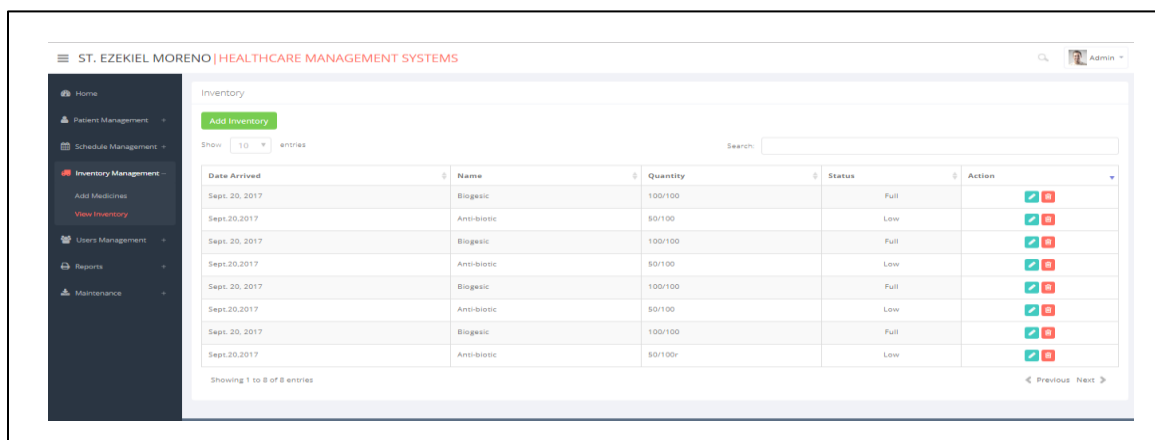 ST. EZEKIEL MORENO|HEALTHCARE MANAGEMENT SYSTEMS
Admin
Home
Patient Management +
Schedule Management +
Inventory Management –
Add Medicines
View Inventory
Users Management +
Reports +
Maintenance +
Inventory
Add Inventory
Show 10 entries Search:
Date Arrived Name Quantity Status Action
Sept. 20, 2017 Biogesic 100/100 Full
Sept.20,2017 Anti-biotic 50/100 Low
Sept. 20, 2017 Biogesic 100/100 Full
Sept.20,2017 Anti-biotic 50/100 Low
Sept. 20, 2017 Biogesic 100/100 Full
Sept.20,2017 Anti-biotic 50/100 Low
Sept. 20, 2017 Biogesic 100/100 Full
Sept.20,2017 Anti-biotic 50/100r Low
Showing 1 to 8 of 8 entries Previous Next